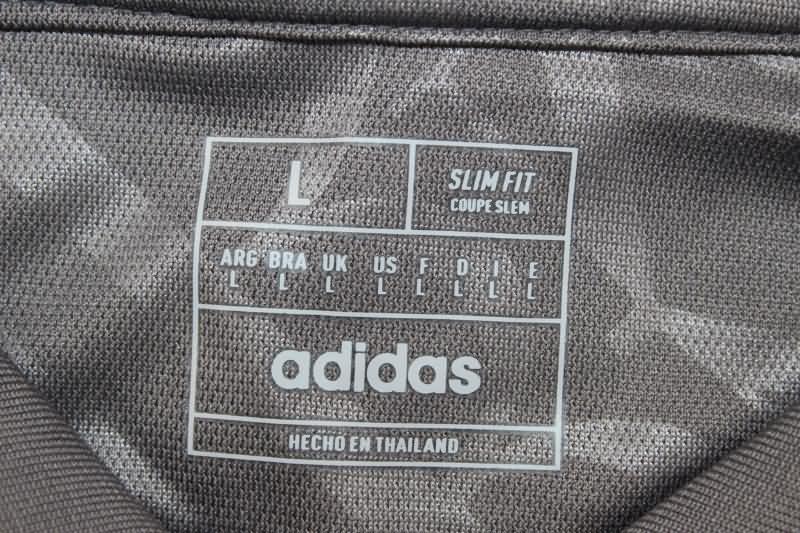 L
SLIM FIT
COUPE SLEM
ARG BRA UK US F D I E
L L L L L L L L
adidas
HECHO EN THAILAND